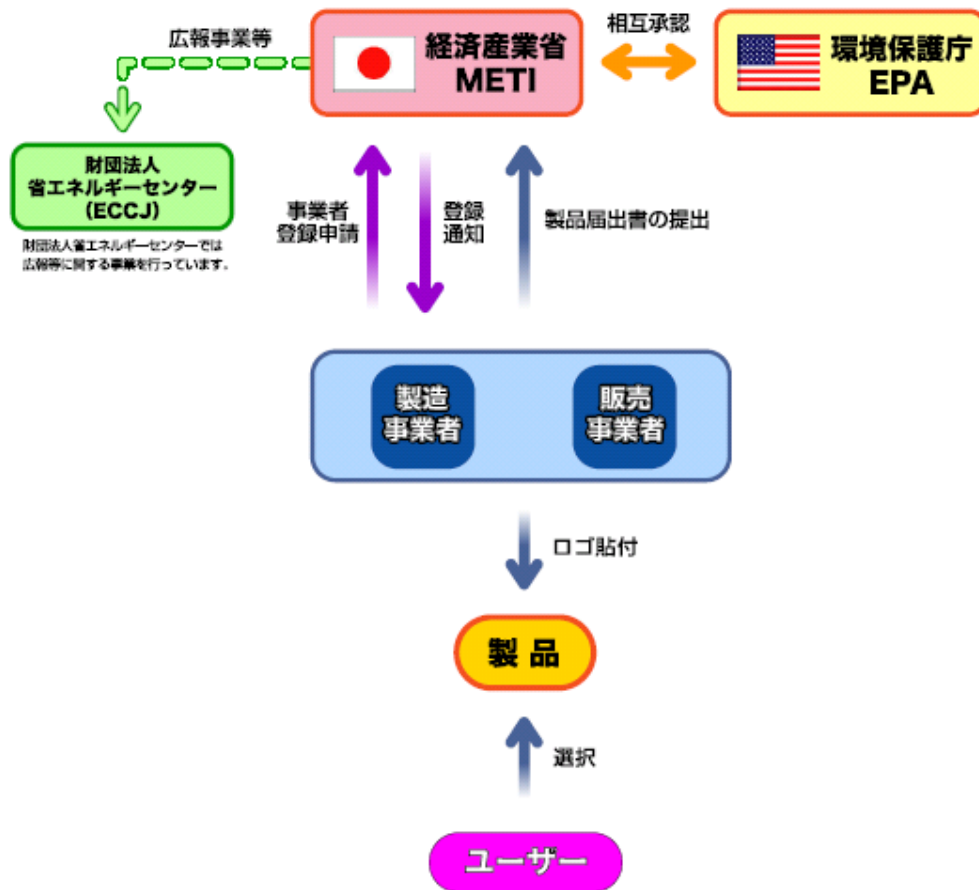 広報事業等
経済産業省
METI
相互承認
環境保護庁
EPA
財団法人
省エネルギーセンター
(ECCJ)
財団法人省エネルギーセンターでは
広報等に関する事業を行っています。
事業者
登録申請
登録
通知
製品届出書の提出
製造
事業者
販売
事業者
ロゴ貼付
製品
選択
ユーザー